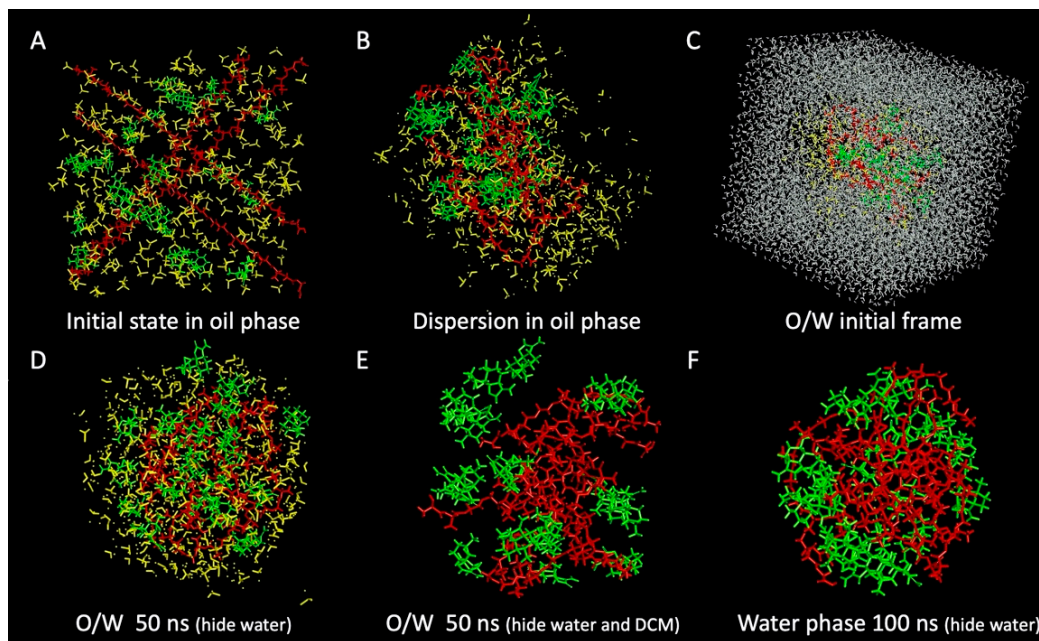 A
B
C
Initial state in oil phase
Dispersion in oil phase
O/W initial frame
D
E
F
O/W 50 ns (hide water)
O/W 50 ns (hide water and DCM)
Water phase 100 ns (hide water)